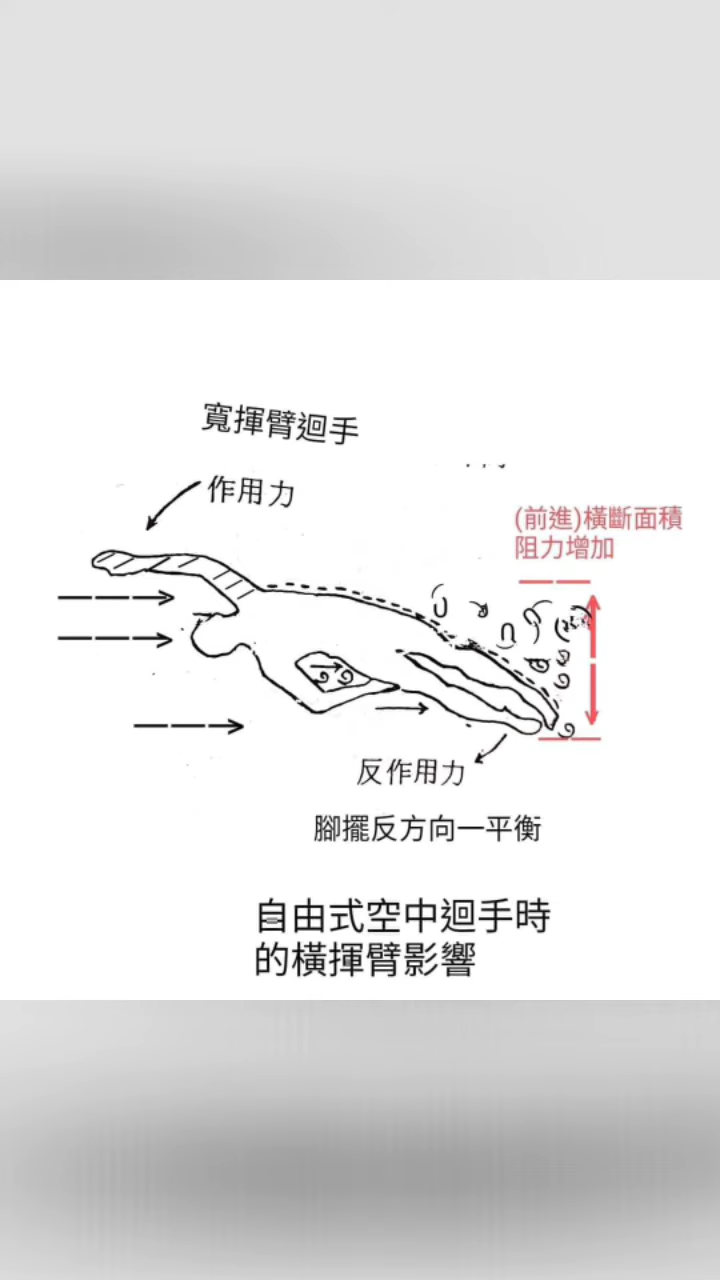 寬揮臂迴手
作用力
(前進)橫斷面積
阻力增加
反作用力
腳擺反方向一平衡
自由式空中迴手時
的橫揮臂影響